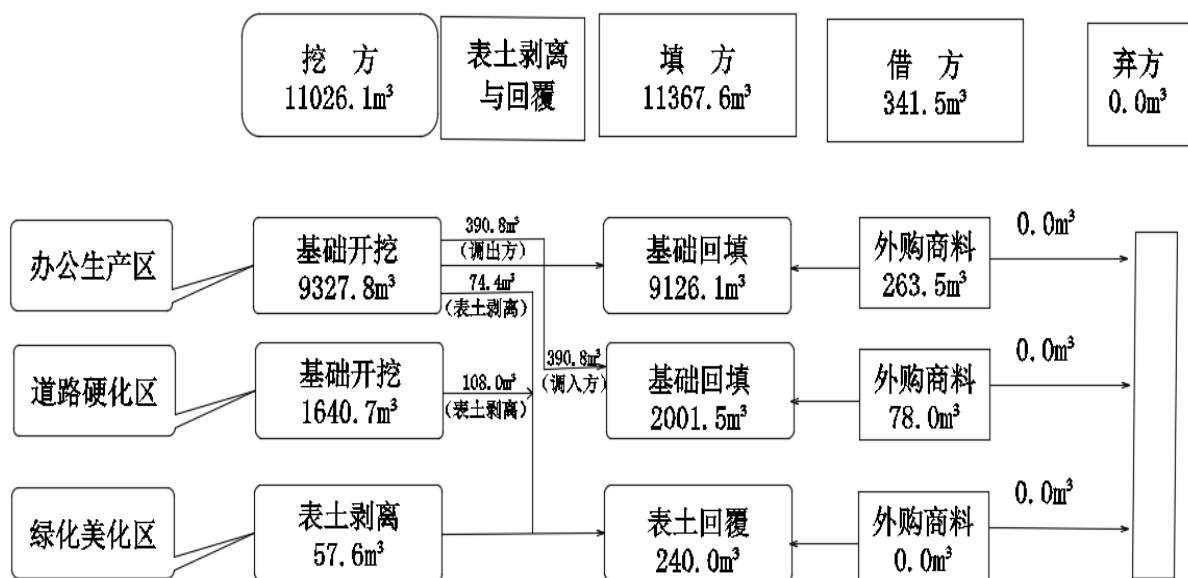 挖 方
11026.1m³
表土剥离
与回覆
填 方
11367.6m³
借 方
341.5m³
弃方
0.0m³
办公生产区
基础开挖
9327.8m³
390.8m³
(调出方)
74.4m³
(表土剥离)
基础回填
9126.1m³
外购商料
263.5m³
0.0m³
道路硬化区
基础开挖
1640.7m³
108.0m³
(表土剥离)
390.8m³
(调入方)
基础回填
2001.5m³
外购商料
78.0m³
0.0m³
绿化美化区
表土剥离
57.6m³
表土回覆
240.0m³
外购商料
0.0m³
0.0m³